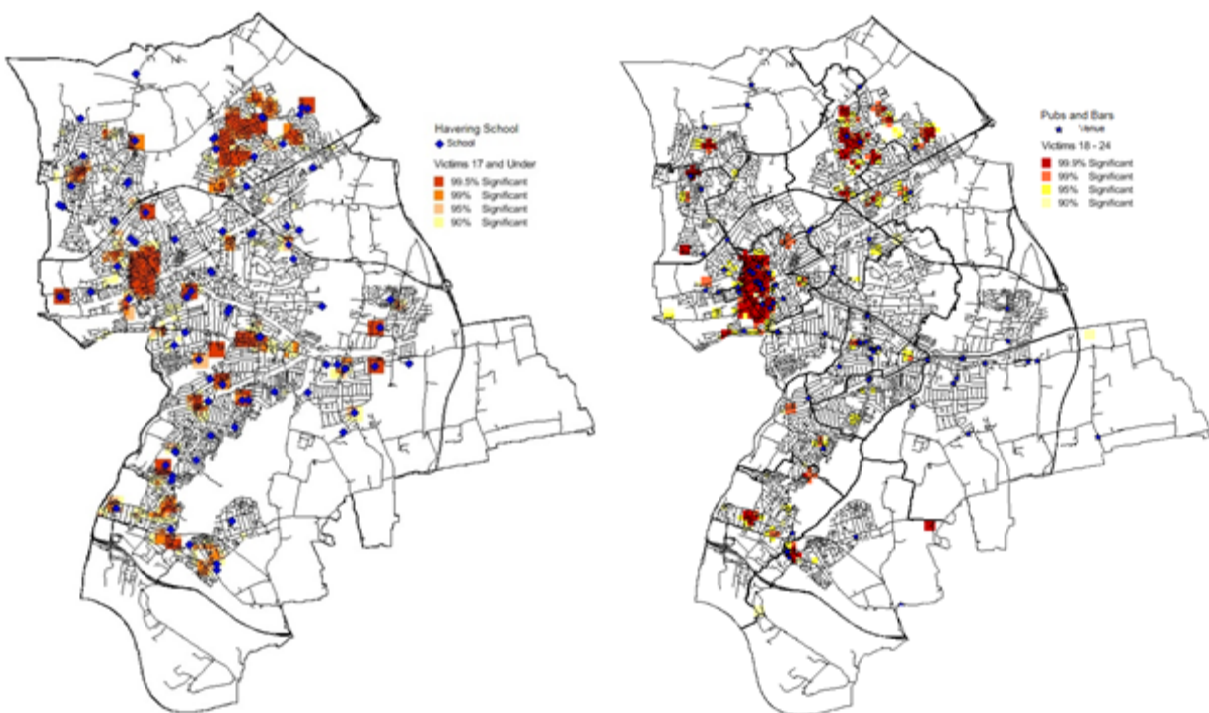 Havering School
School
Victims 17 and Under
99.5% Significant
99% Significant
95% Significant
90% Significant
Pubs and Bars
Venue
Victims 18 - 24
99.9% Significant
99% Significant
95% Significant
90% Significant